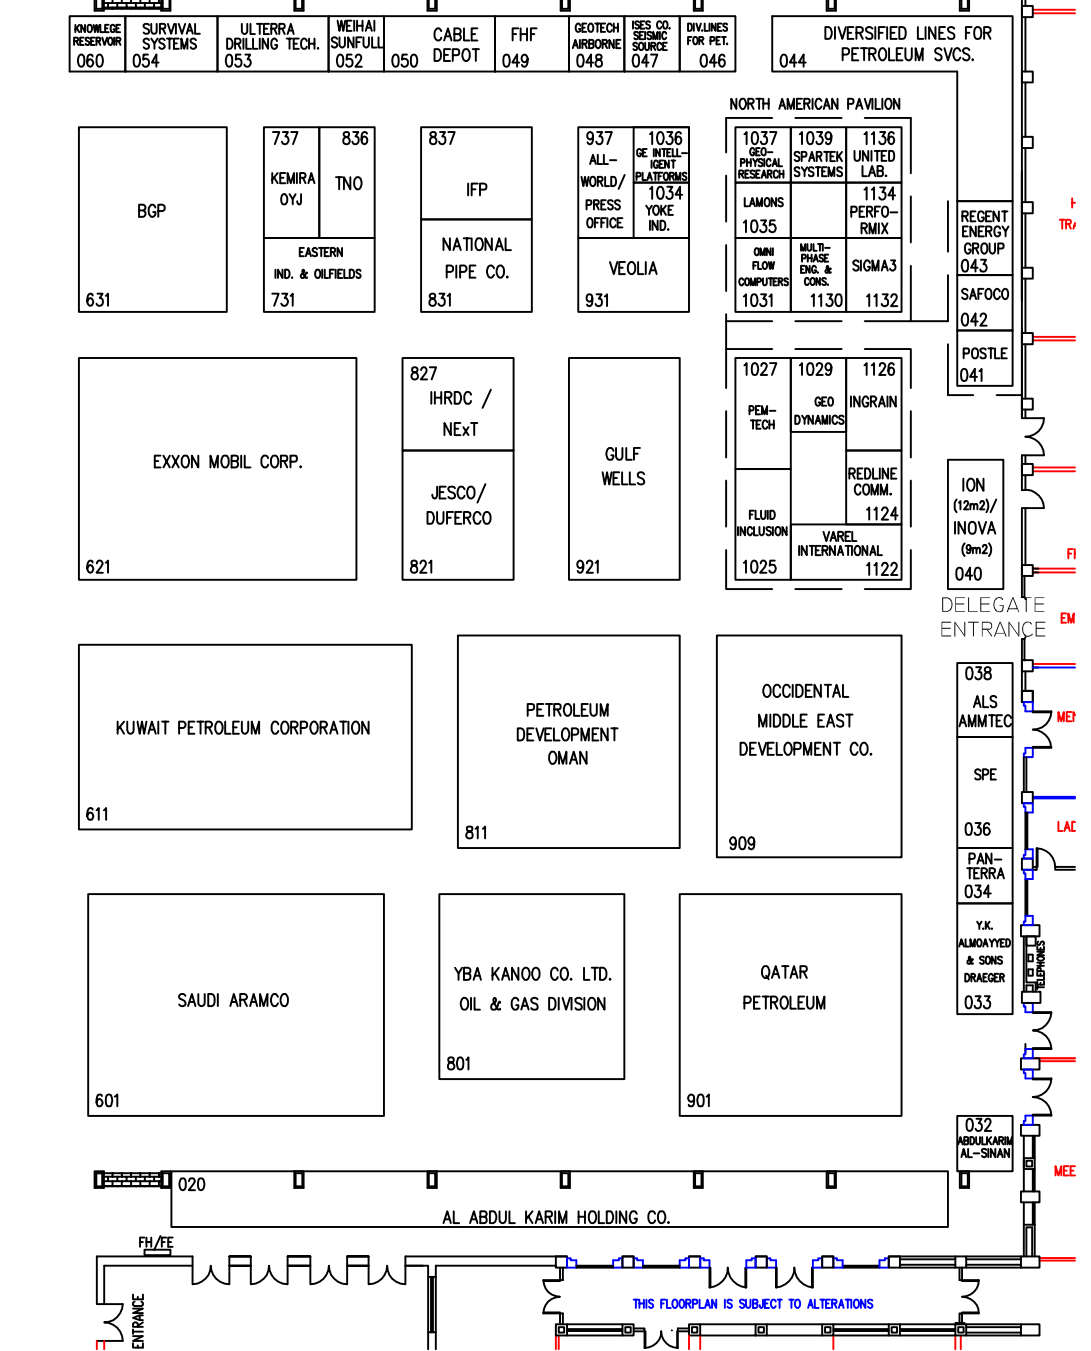 KNOWLEGE
RESERVOIR
060
SURVIVAL
SYSTEMS
054
ULTERRA
DRILLING TECH.
053
WEIHAI
SUNFULL
052
CABLE
DEPOT
050
FHF
049
GEOTECH
AIRBORNE
048
ISES CO.
SEISMIC
SOURCE
047
DIV.LINES
FOR PET.
046
DIVERSIFIED LINES FOR
PETROLEUM SVCS.
044
NORTH AMERICAN PAVILION
BGP
631
737
KEMIRA
OYJ
836
TNO
EASTERN
IND. & OILFIELDS
731
837
IFP
NATIONAL
PIPE CO.
831
937
ALL-
WORLD/
PRESS
OFFICE
1036
GE INTELL-
IGENT
PLATFORMS
1034
YOKE
IND.
VEOLIA
931
1037
GEO-
PHYSICAL
RESEARCH
1039
SPARTEK
SYSTEMS
1136
UNITED
LAB.
LAMONS
1035
1134
PERFO-
RMIX
OMNI
FLOW
COMPUTERS
1031
MULTI-
PHASE
ENG. &
CONS.
1130
SIGMA3
1132
REGENT
ENERGY
GROUP
043
SAFOCO
042
POSTLE
041
EXXON MOBIL CORP.
621
827
IHRDC /
NExT
JESCO/
DUFERCO
821
GULF
WELLS
921
1027
PEM-
TECH
1029
GEO
DYNAMICS
1126
INGRAIN
REDLINE
COMM.
1124
FLUID
INCLUSION
1025
VAREL
INTERNATIONAL
1122
ION
(12m2)/
INOVA
(9m2)
040
DELEGATE
ENTRANCE
KUWAIT PETROLEUM CORPORATION
611
PETROLEUM
DEVELOPMENT
OMAN
811
OCCIDENTAL
MIDDLE EAST
DEVELOPMENT CO.
909
038
ALS
AMMTEC
SPE
036
PAN-
TERRA
034
Y.K.
ALMOAYYED
& SONS
DRAEGER
033
TELEPHONES
SAUDI ARAMCO
601
YBA KANOO CO. LTD.
OIL & GAS DIVISION
801
QATAR
PETROLEUM
901
032
ABDULKARIM
AL-SINAN
020
AL ABDUL KARIM HOLDING CO.
FH/FE
ENTRANCE
THIS FLOORPLAN IS SUBJECT TO ALTERATIONS